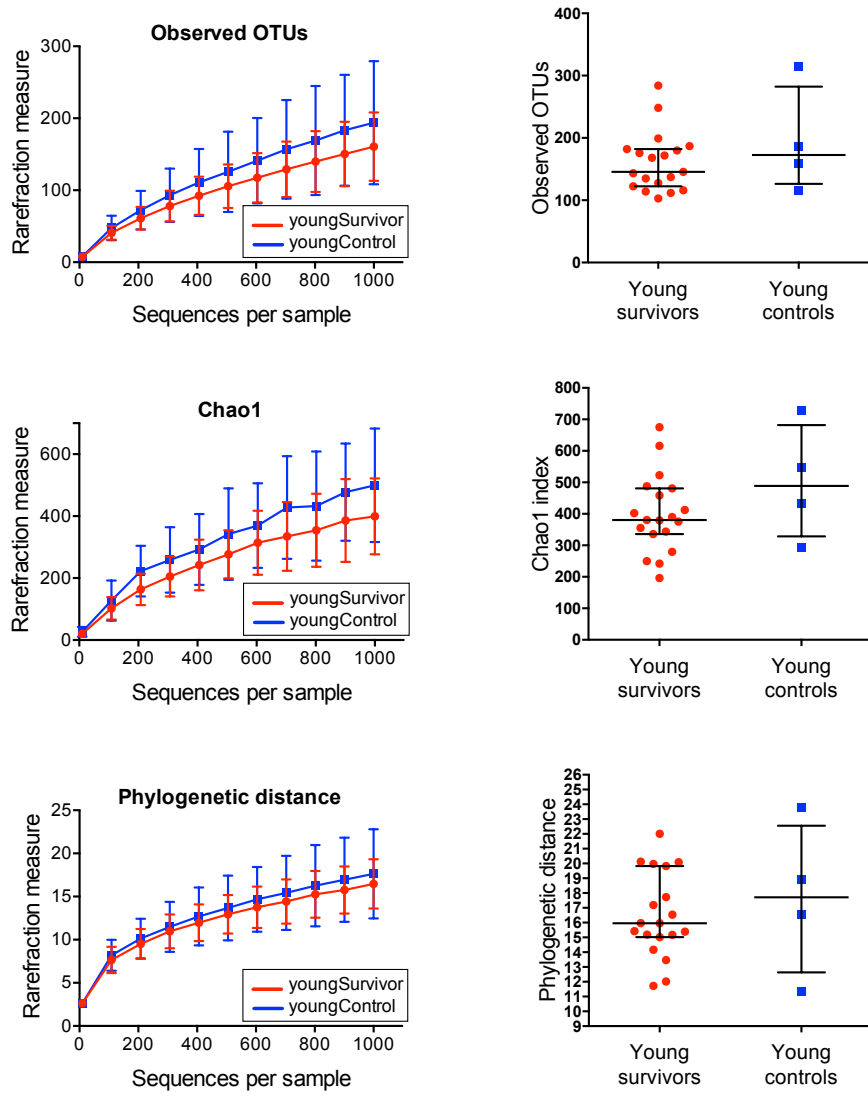 Observed OTUs
Rarefraction measure
300
200
100
0
0 200 400 600 800 1000
youngSurvivor
youngControl
Sequences per sample
Observed OTUs
400
300
200
100
0
Young survivors
Young controls
Chao1
Rarefraction measure
600
400
200
0
0 200 400 600 800 1000
youngSurvivor
youngControl
Sequences per sample
Chao1 index
800
700
600
500
400
300
200
100
0
Young survivors
Young controls
Phylogenetic distance
Rarefraction measure
25
20
15
10
5
0
0 200 400 600 800 1000
youngSurvivor
youngControl
Sequences per sample
Phylogenetic distance
26
25
24
23
22
21
20
19
18
17
16
15
14
13
12
11
10
9
Young survivors
Young controls